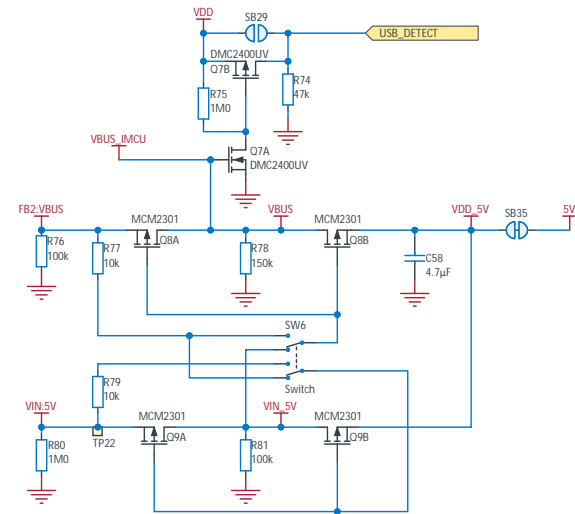 VDD
SB29
USB_DETECT
DMC2400UV
Q7B
R74
47k
R75
1M0
VBUS_IMCU
Q7A
DMC2400UV
FB2:VBUS
MCM2301
VBUS
MCM2301
VDD_5V
SB35
5V
R76
100k
R77
10k
Q8A
R78
150k
Q8B
C58
4.7µF
SW6
R79
10k
Switch
VIN:5V
MCM2301
VIN_5V
MCM2301
R80
1M0
TP22
Q9A
R81
100k
Q9B